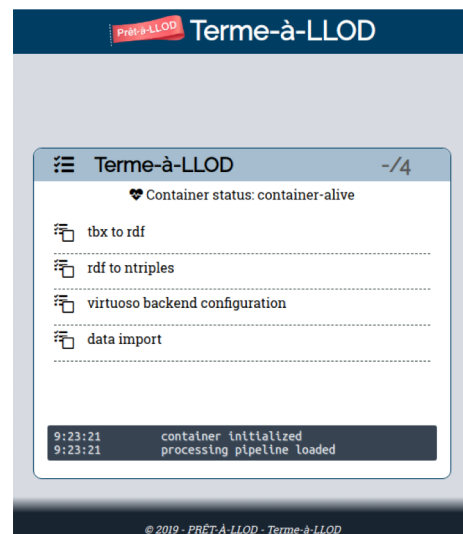 Prêt-à-LLOD Terme-à-LLOD
Terme-à-LLOD -/4
Container status: container-alive
tbx to rdf
rdf to ntriples
virtuoso backend configuration
data import
9:23:21 container initialized
9:23:21 processing pipeline loaded
© 2019 - PRÊT-À-LLOD - Terme-à-LLOD